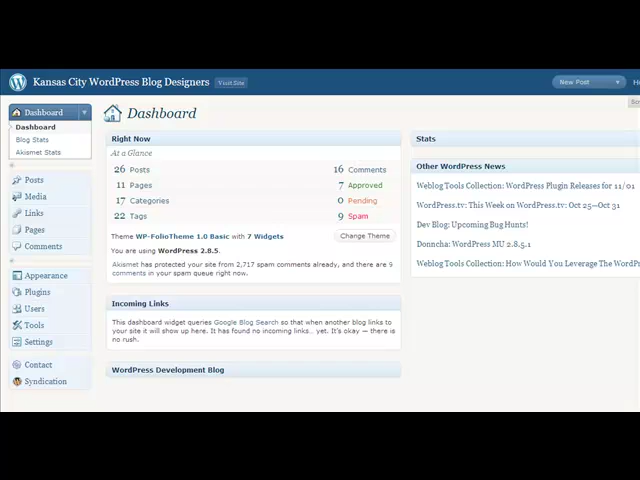 Kansas City WordPress Blog Designers Visit Site
New Post
Dashboard
Dashboard
Blog Stats
Akismet Stats
Posts
Media
Links
Pages
Comments
Appearance
Plugins
Users
Tools
Settings
Contact
Syndication
Dashboard
Right Now
At a Glance
26 Posts 16 Comments
11 Pages 7 Approved
17 Categories 0 Pending
22 Tags 9 Spam
Theme WP-FolioTheme 1.0 Basic with 7 Widgets Change Theme
You are using WordPress 2.8.5.
Akismet has protected your site from 2,717 spam comments already, and there are 9
comments in your spam queue right now.
Incoming Links
This dashboard widget queries Google Blog Search so that when another blog links to
your site it will show up here. It has found no incoming links… yet. It's okay — there is
no rush.
WordPress Development Blog
Stats
Other WordPress News
Weblog Tools Collection: WordPress Plugin Releases for 11/01
WordPress.tv: This Week on WordPress.tv: Oct 25—Oct 31
Dev Blog: Upcoming Bug Hunts!
Donncha: WordPress MU 2.8.5.1
Weblog Tools Collection: How Would You Leverage The WordP